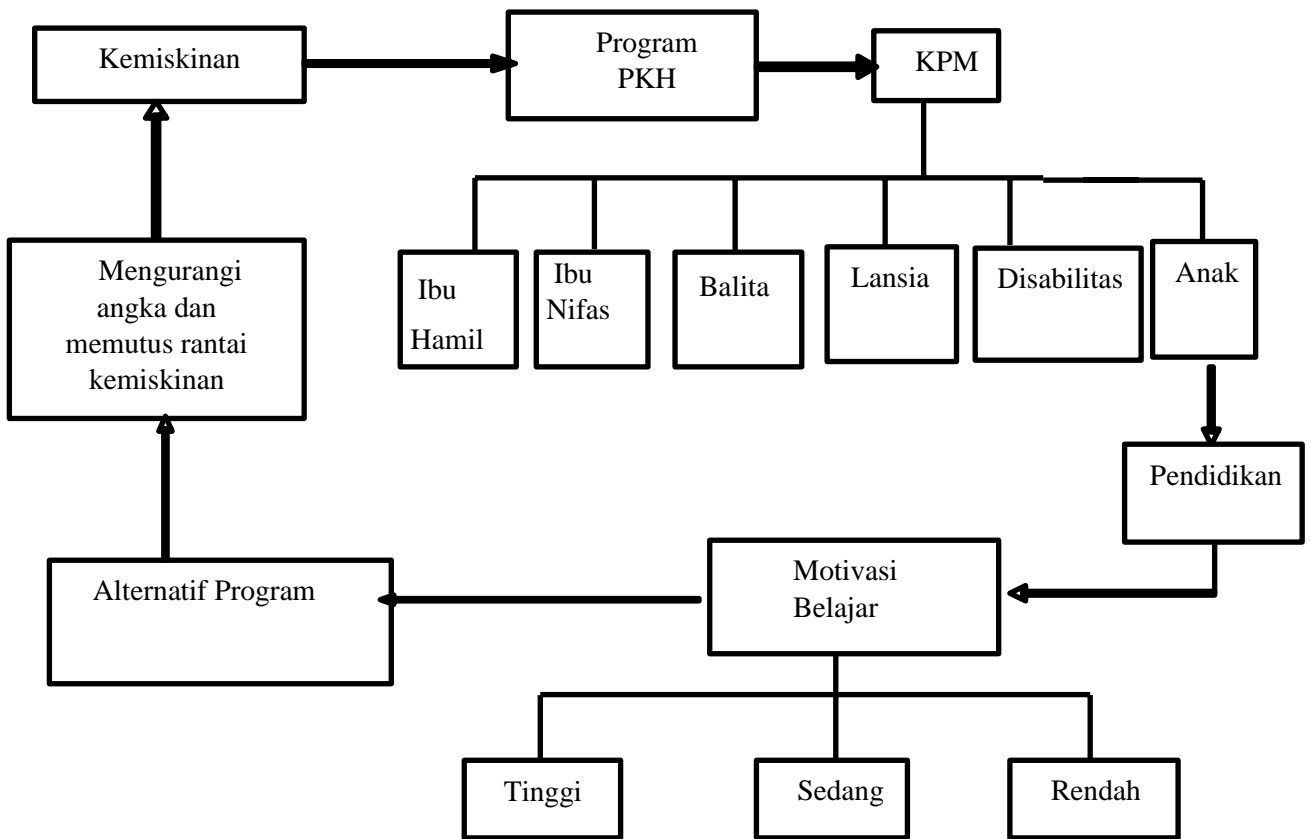 Kemiskinan
Program
PKH
KPM
Ibu
Hamil
Ibu
Nifas
Balita
Lansia
Disabilitas
Anak
Mengurangi
angka dan
memutus rantai
kemiskinan
Pendidikan
Alternatif Program
Motivasi
Belajar
Tinggi
Sedang
Rendah